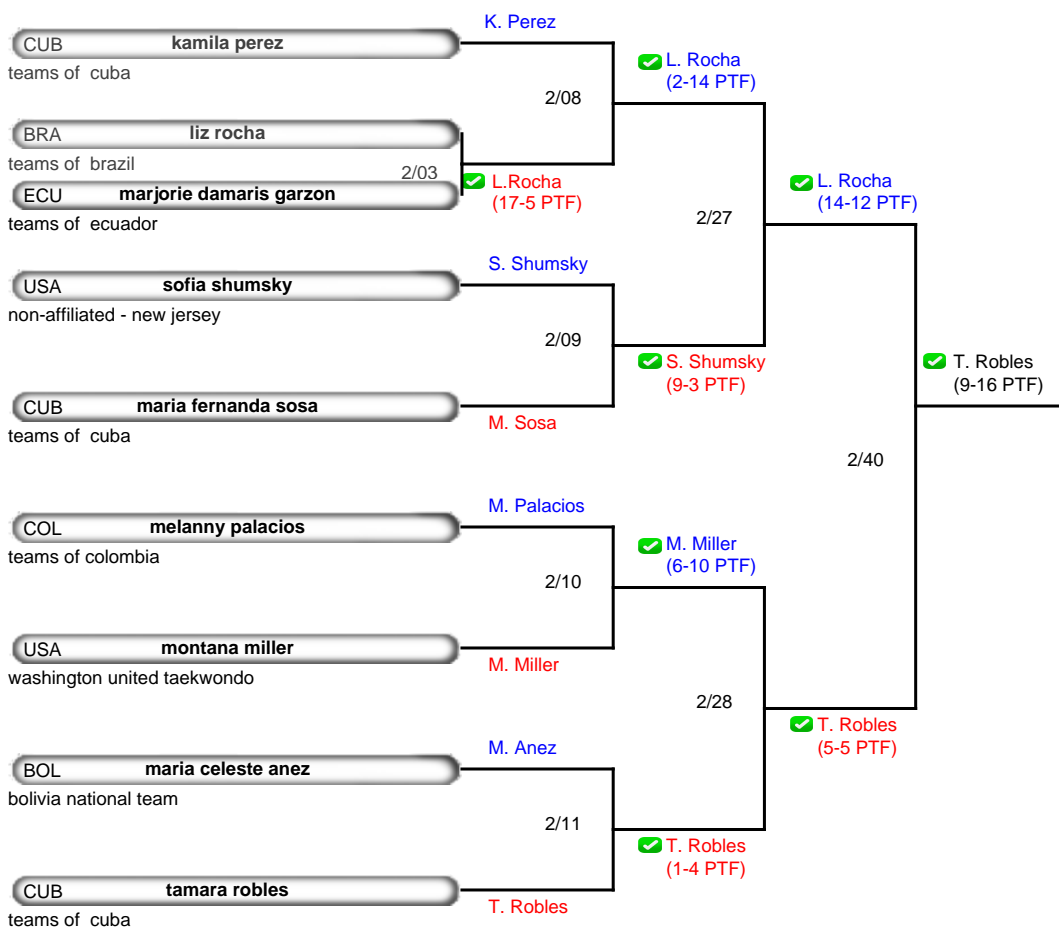 K. Perez
CUB kamila perez
teams of cuba
L. Rocha
(2-14 PTF)
2/08
BRA liz rocha
teams of brazil
2/03
L.Rocha
(17-5 PTF)
ECU marjorie damaris garzon
teams of ecuador
L. Rocha
(14-12 PTF)
2/27
S. Shumsky
USA sofia shumsky
non-affiliated - new jersey
2/09
S. Shumsky
(9-3 PTF)
T. Robles
(9-16 PTF)
CUB maria fernanda sosa
teams of cuba
M. Sosa
2/40
M. Palacios
COL melanny palacios
teams of colombia
M. Miller
(6-10 PTF)
2/10
USA montana miller
washington united taekwondo
M. Miller
2/28
T. Robles
(5-5 PTF)
M. Anez
BOL maria celeste anez
bolivia national team
2/11
T. Robles
(1-4 PTF)
CUB tamara robles
teams of cuba
T. Robles